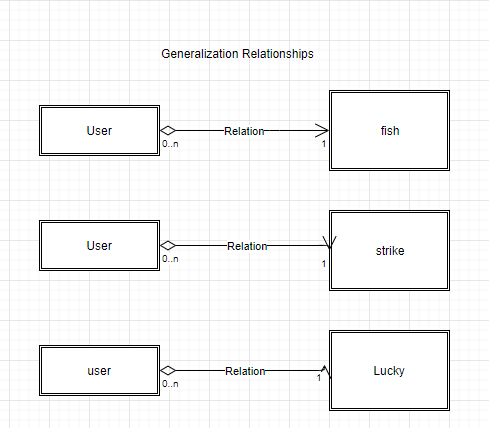 Generalization Relationships
User
0..n
Relation
1
fish
User
0..n
Relation
1
strike
user
0..n
Relation
1
Lucky